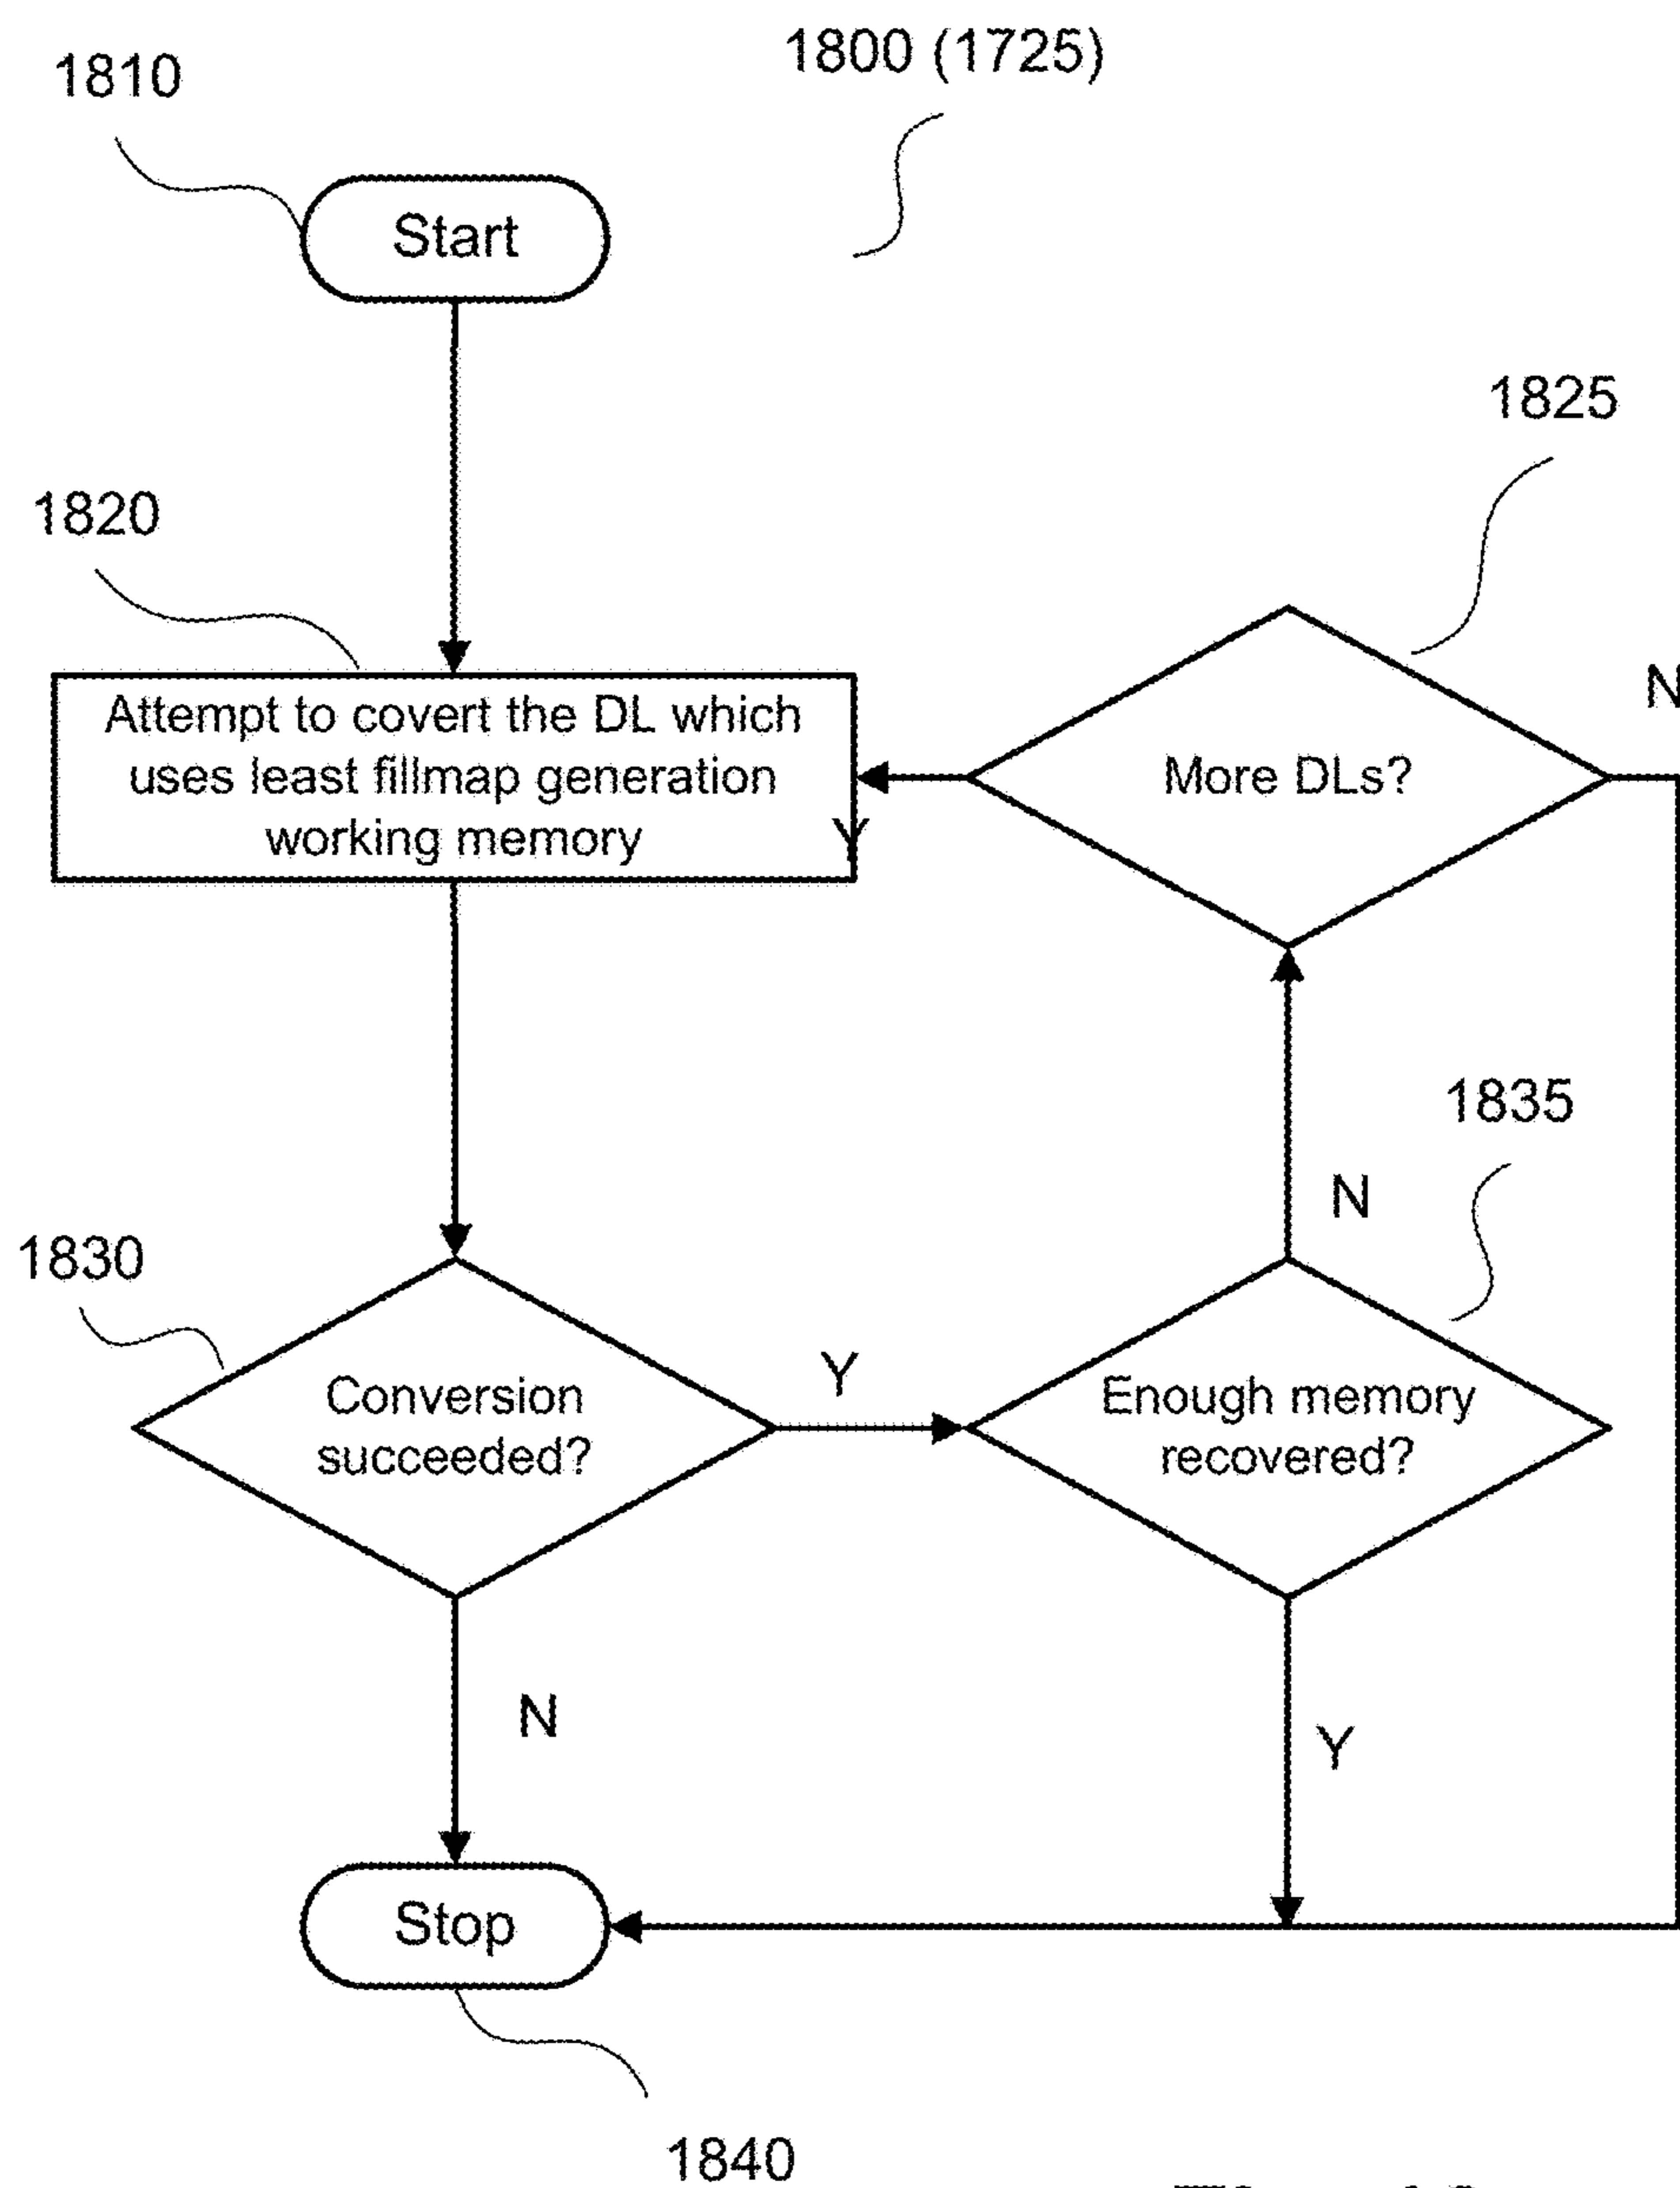 1800 (1725)
1810
Start
1825
1820
N
Attempt to covert the DL which
uses least fillmap generation
working memory
Y
More DLs?
1835
N
1830
Y
Conversion
succeeded?
Enough memory
recovered?
N
Y
Stop
1840